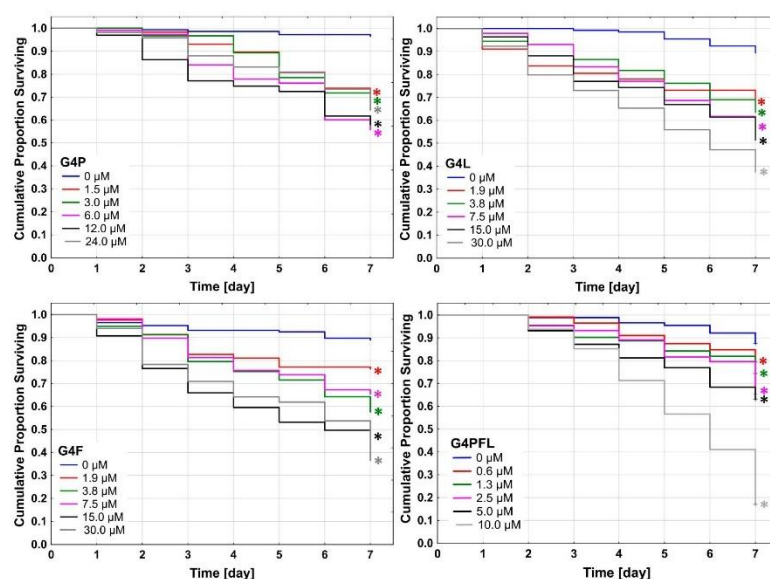 Cumulative Proportion Surviving
1.0
0.9
0.8
0.7
0.6
0.5
0.4
0.3
0.2
0.1
0.0
G4P
0 µM
1.5 µM
3.0 µM
6.0 µM
12.0 µM
24.0 µM
*
*
*
*
*
0 1 2 3 4 5 6 7
Time [day]
Cumulative Proportion Surviving
1.0
0.9
0.8
0.7
0.6
0.5
0.4
0.3
0.2
0.1
0.0
G4L
0 µM
1.9 µM
3.8 µM
7.5 µM
15.0 µM
30.0 µM
*
*
*
*
*
0 1 2 3 4 5 6 7
Time [day]
Cumulative Proportion Surviving
1.0
0.9
0.8
0.7
0.6
0.5
0.4
0.3
0.2
0.1
0.0
G4F
0 µM
1.9 µM
3.8 µM
7.5 µM
15.0 µM
30.0 µM
*
*
*
*
*
0 1 2 3 4 5 6 7
Time [day]
Cumulative Proportion Surviving
1.0
0.9
0.8
0.7
0.6
0.5
0.4
0.3
0.2
0.1
0.0
G4PFL
0 µM
0.6 µM
1.3 µM
2.5 µM
5.0 µM
10.0 µM
*
*
*
*
*
0 1 2 3 4 5 6 7
Time [day]